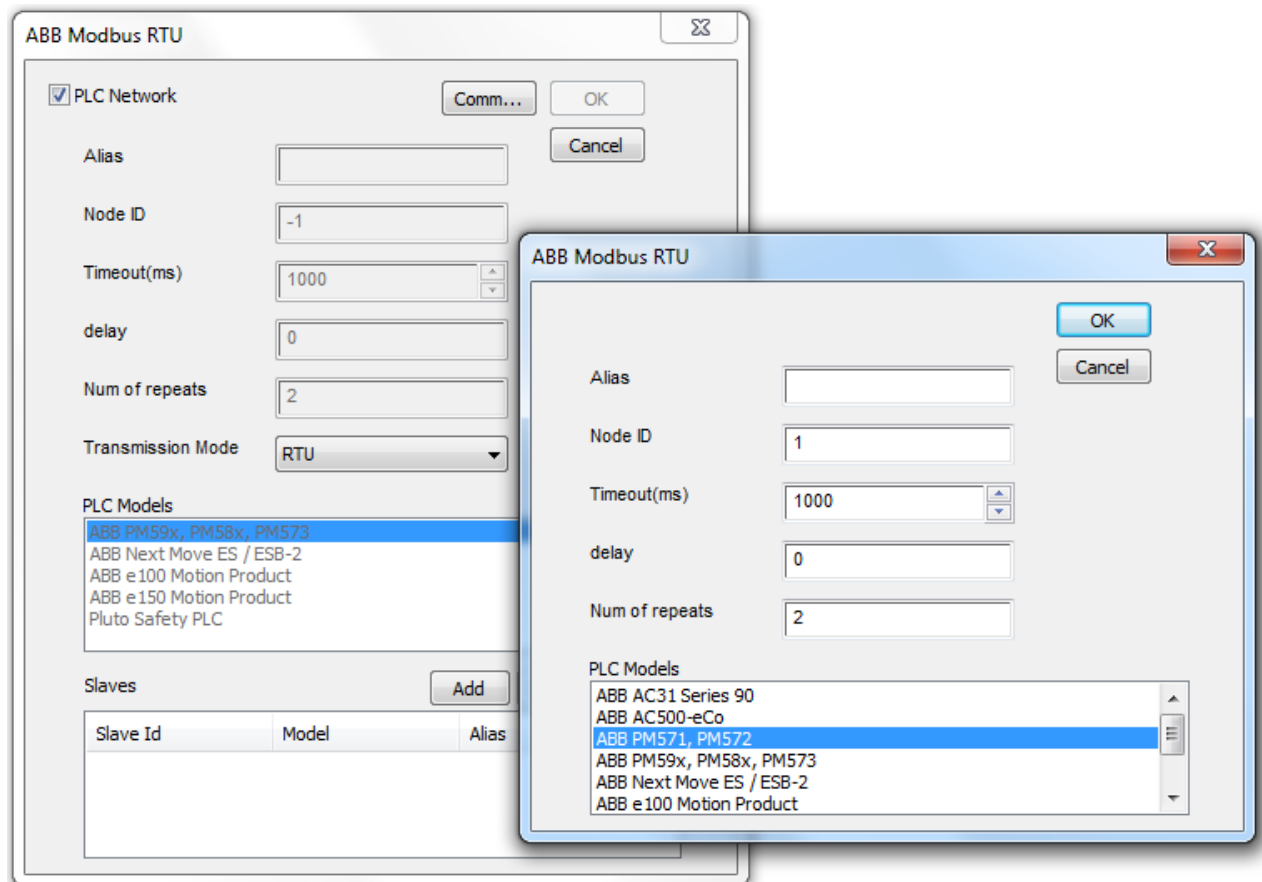 ABB Modbus RTU
PLC Network
Comm...
OK
Cancel
Alias
Node ID
-1
Timeout(ms)
1000
delay
0
Num of repeats
2
Transmission Mode
RTU
PLC Models
ABB PM59x, PM58x, PM573
ABB Next Move ES / ESB-2
ABB e100 Motion Product
ABB e150 Motion Product
Pluto Safety PLC
Slaves
Add
Slave Id
Model
Alias
ABB Modbus RTU
OK
Cancel
Alias
Node ID
1
Timeout(ms)
1000
delay
0
Num of repeats
2
PLC Models
ABB AC31 Series 90
ABB AC500-eCo
ABB PM571, PM572
ABB PM59x, PM58x, PM573
ABB Next Move ES / ESB-2
ABB e100 Motion Product